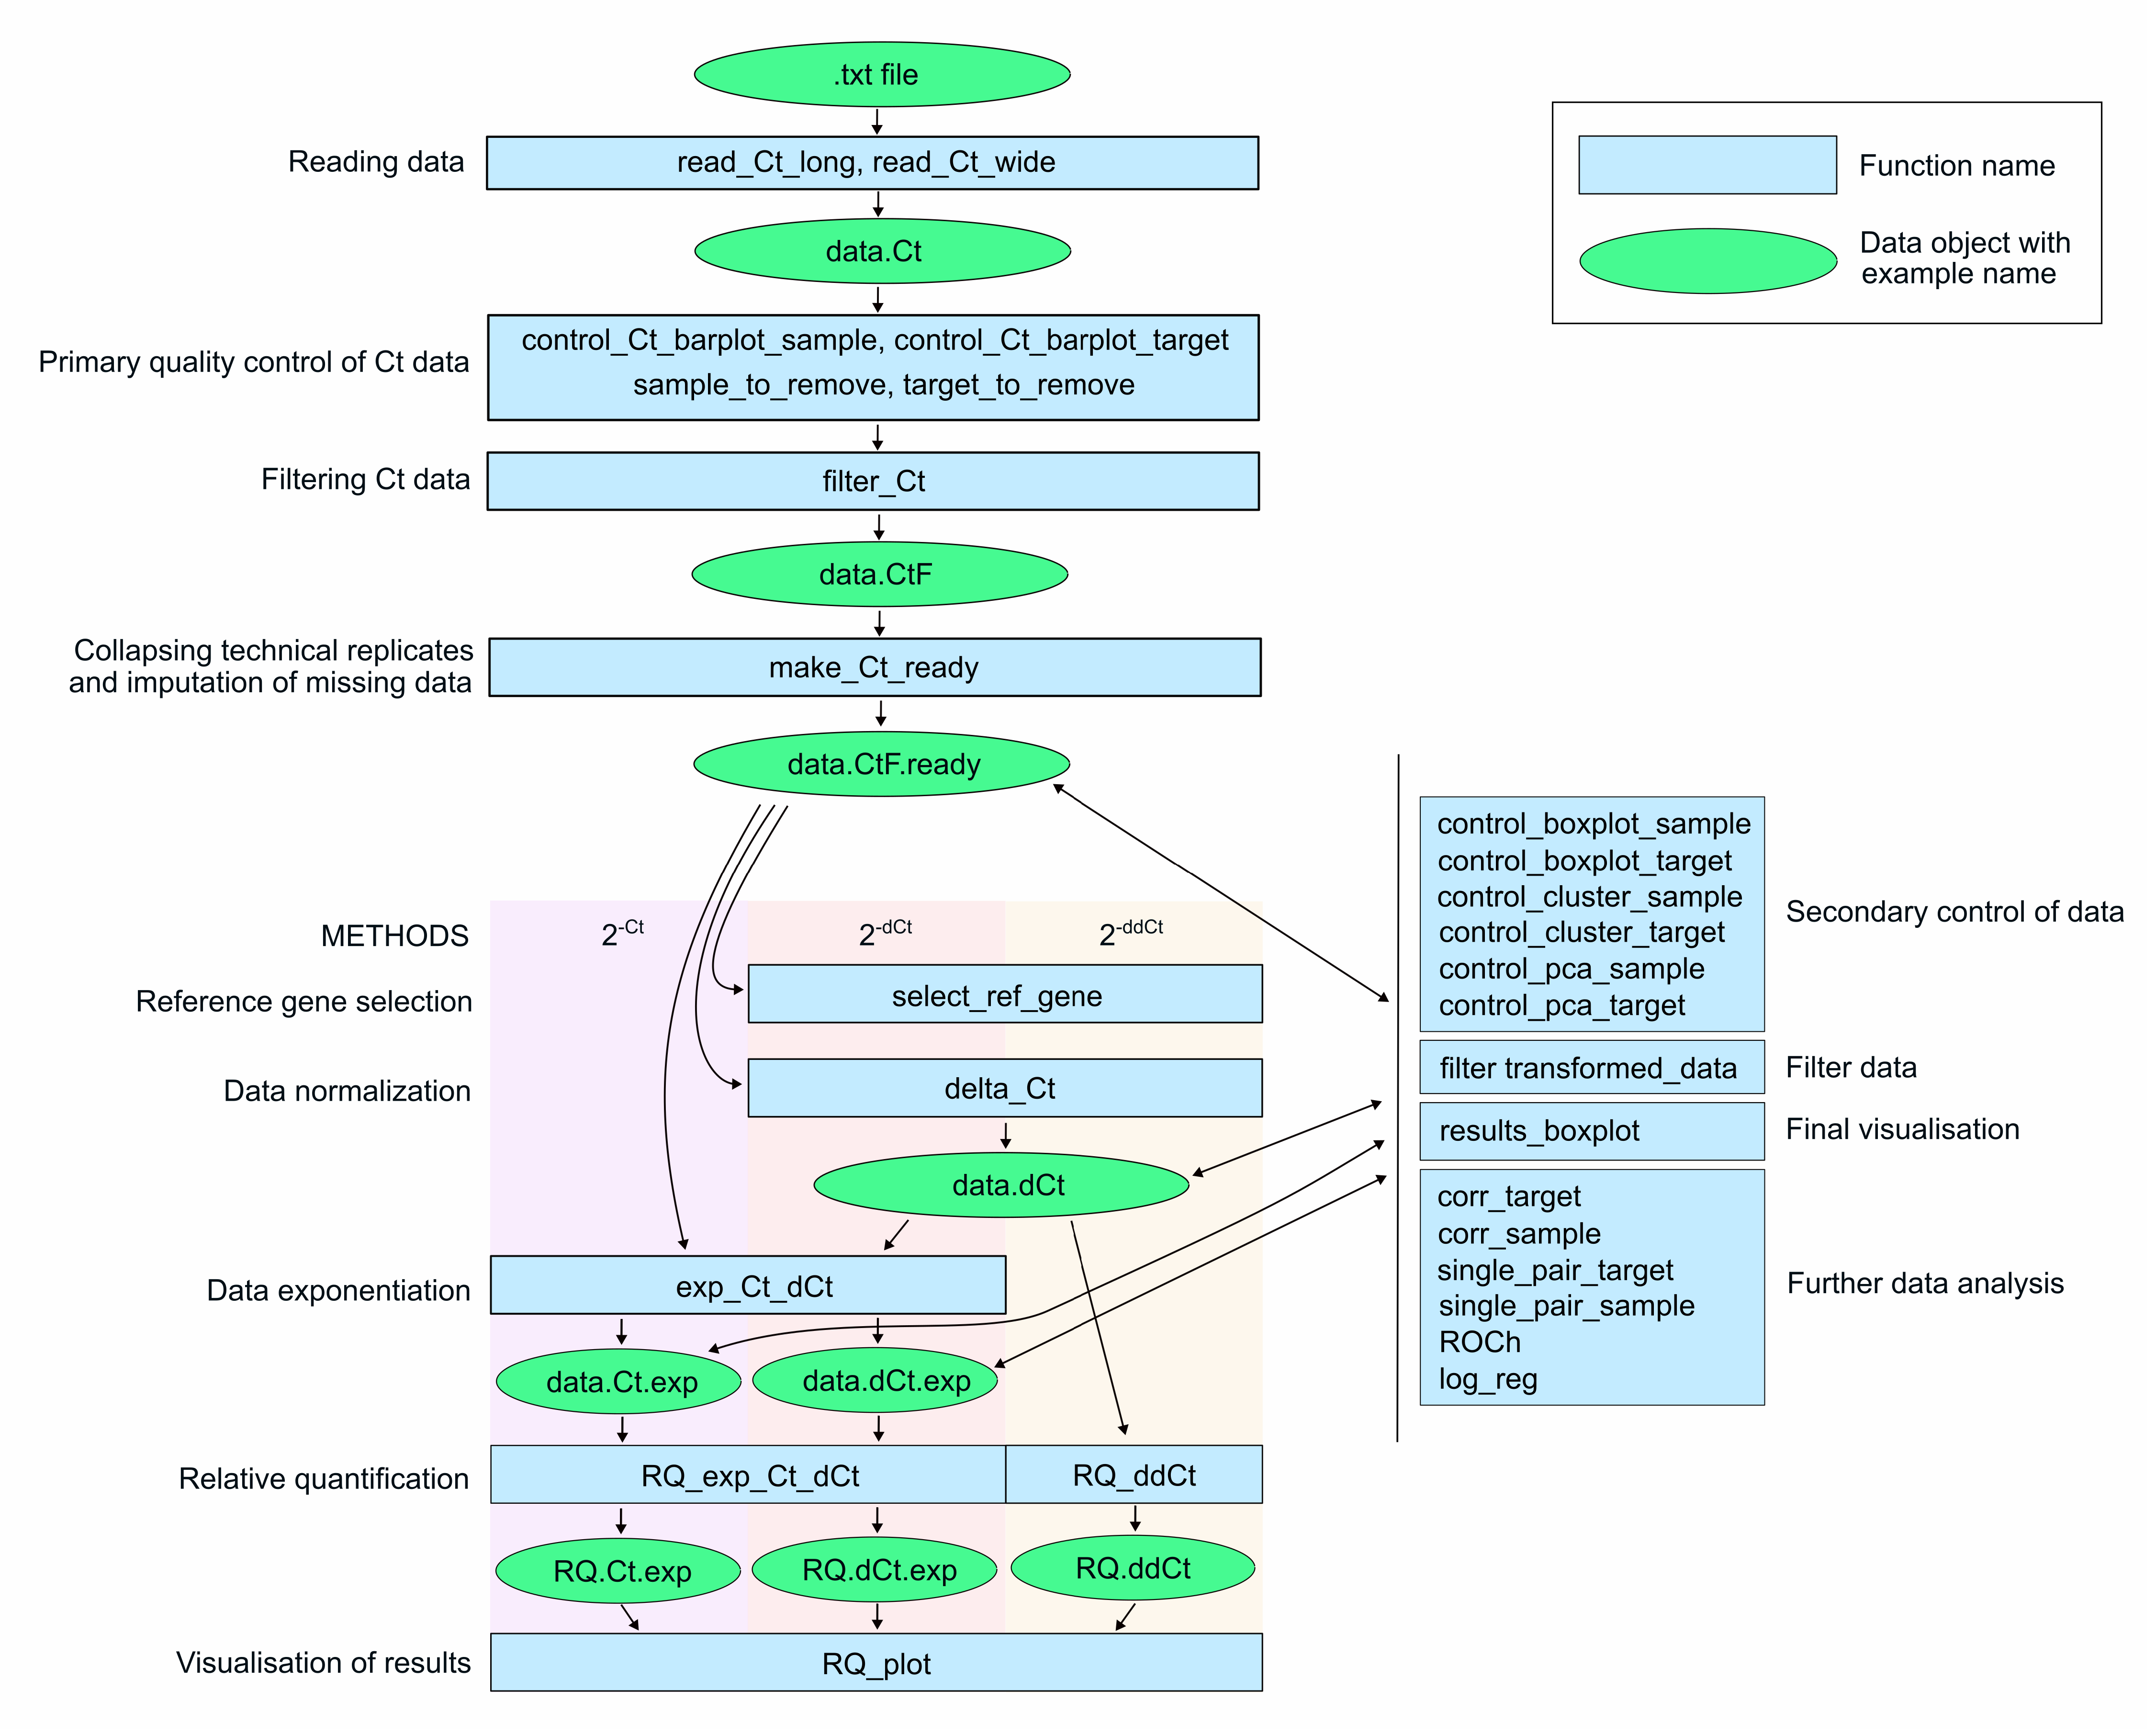 .txt file
Reading data
read_Ct_long, read_Ct_wide
Function name
Data object with
example name
data.Ct
Primary quality control of Ct data
control_Ct_barplot_sample, control_Ct_barplot_target
sample_to_remove, target_to_remove
Filtering Ct data
filter_Ct
data.CtF
Collapsing technical replicates
and imputation of missing data
make_Ct_ready
data.CtF.ready
METHODS
2-Ct
2-dCt
2-ddCt
Reference gene selection
select_ref_gene
Data normalization
delta_Ct
data.dCt
Data exponentiation
exp_Ct_dCt
data.Ct.exp
data.dCt.exp
Relative quantification
RQ_exp_Ct_dCt
RQ_ddCt
RQ.Ct.exp
RQ.dCt.exp
RQ.ddCt
Visualisation of results
RQ_plot
control_boxplot_sample
control_boxplot_target
control_cluster_sample
control_cluster_target
control_pca_sample
control_pca_target
Secondary control of data
filter transformed_data
Filter data
results_boxplot
Final visualisation
corr_target
corr_sample
single_pair_target
single_pair_sample
ROCh
log_reg
Further data analysis